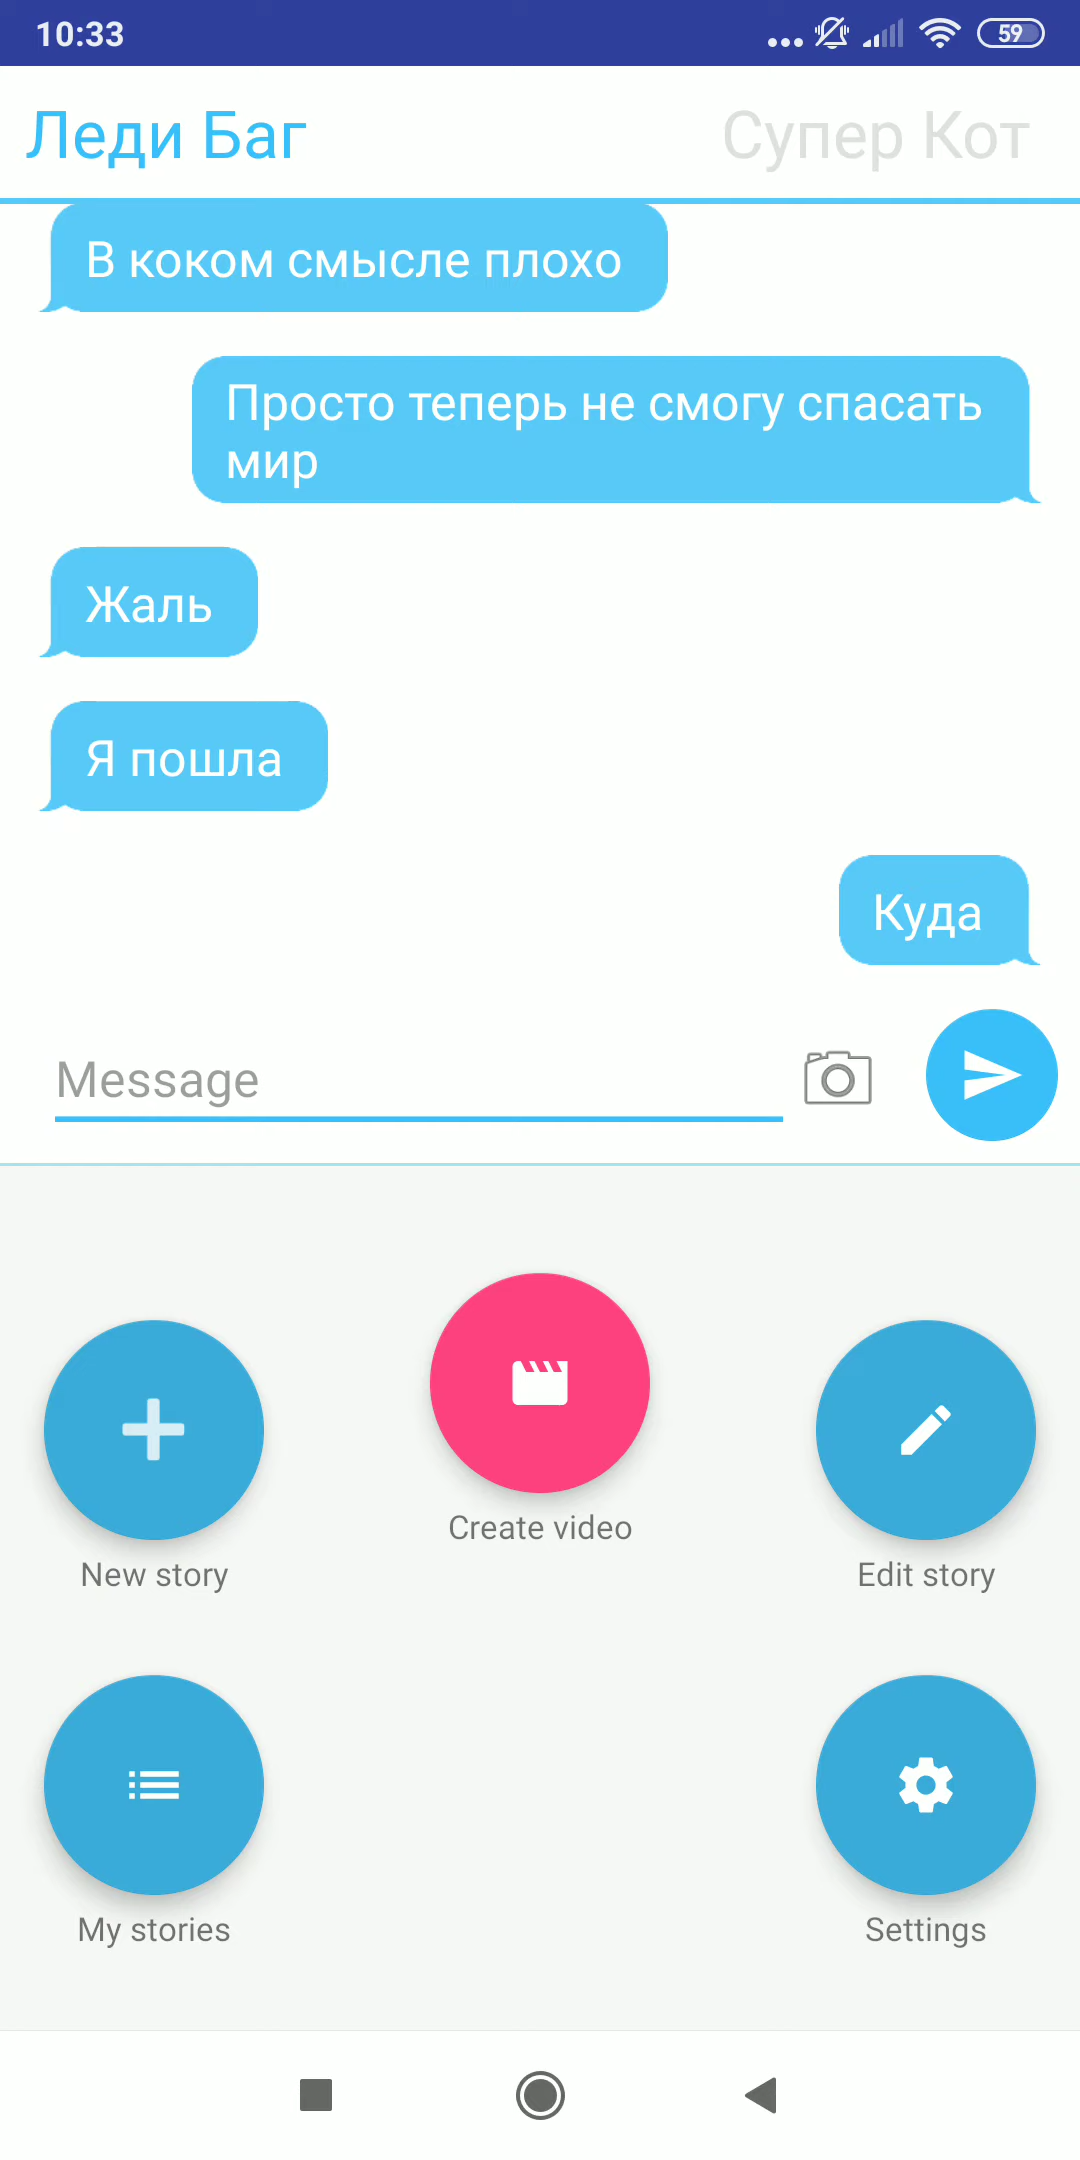 10:33
59
Леди Баг
Супер Кот
В коком смысле плохо
Просто теперь не смогу спасать
мир
Жаль
Я пошла
Куда
Message
Create video
New story
Edit story
My stories
Settings